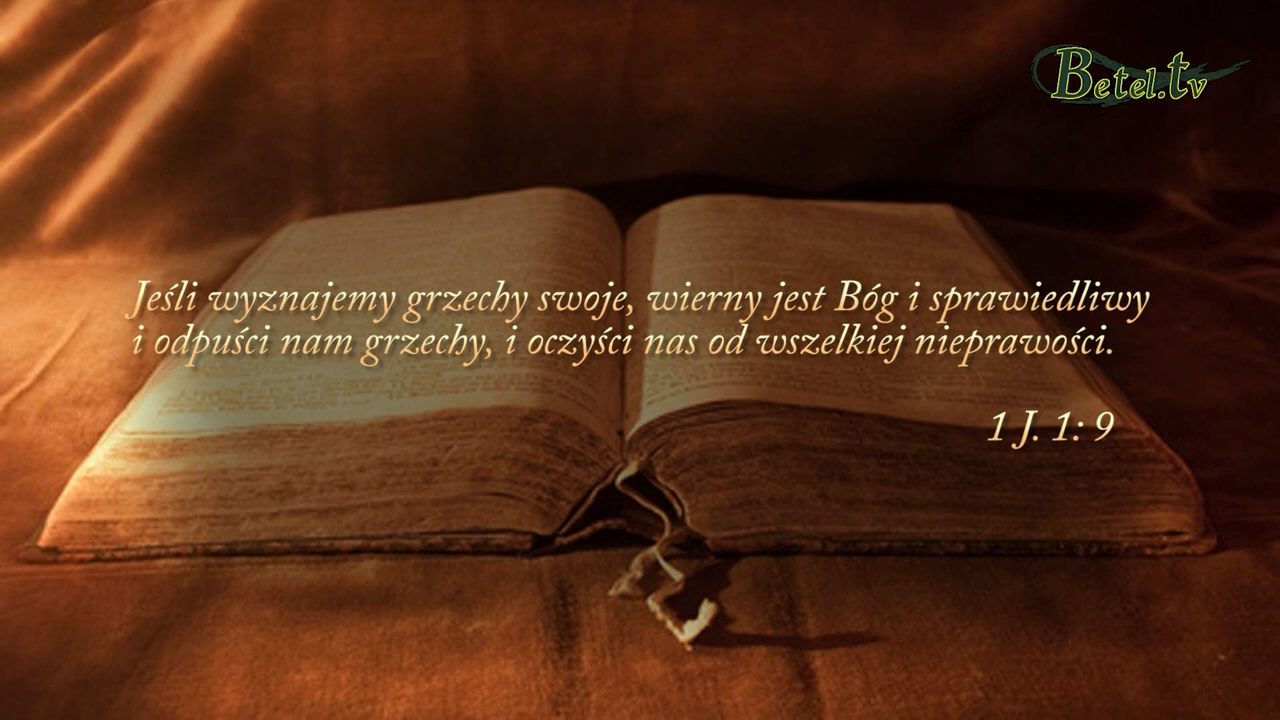 Betel.tv
Jeśli wyznajemy grzechy swoje, wierny jest Bóg i sprawiedliwy
i odpuści nam grzechy, i oczyści nas od wszelkiej nieprawości.
1 J. 1: 9